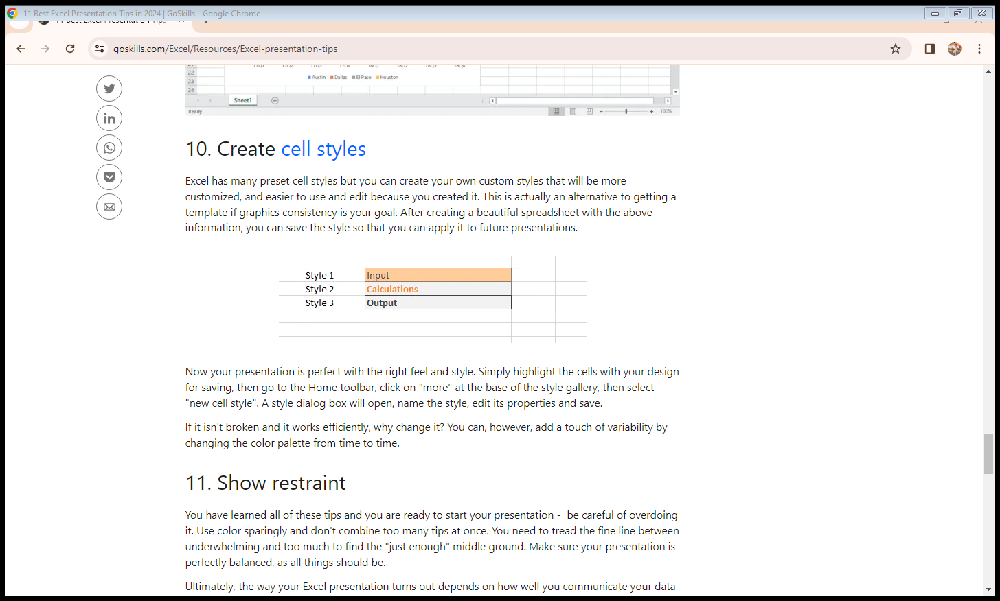 11 Best Excel Presentation Tips in 2024 | GoSkills - Google Chrome
goskills.com/Excel/Resources/Excel-presentation-tips
22
23
24
Austin Dallas El Paso Houston
Sheet1
Ready
100%
10. Create cell styles
Excel has many preset cell styles but you can create your own custom styles that will be more
customized, and easier to use and edit because you created it. This is actually an alternative to getting a
template if graphics consistency is your goal. After creating a beautiful spreadsheet with the above
information, you can save the style so that you can apply it to future presentations.
Style 1 Input
Style 2 Calculations
Style 3 Output
Now your presentation is perfect with the right feel and style. Simply highlight the cells with your design
for saving, then go to the Home toolbar, click on "more" at the base of the style gallery, then select
"new cell style". A style dialog box will open, name the style, edit its properties and save.
If it isn't broken and it works efficiently, why change it? You can, however, add a touch of variability by
changing the color palette from time to time.
11. Show restraint
You have learned all of these tips and you are ready to start your presentation -  be careful of overdoing
it. Use color sparingly and don't combine too many tips at once. You need to tread the fine line between
underwhelming and too much to find the "just enough" middle ground. Make sure your presentation is
perfectly balanced, as all things should be.
Ultimately, the way your Excel presentation turns out depends on how well you communicate your data